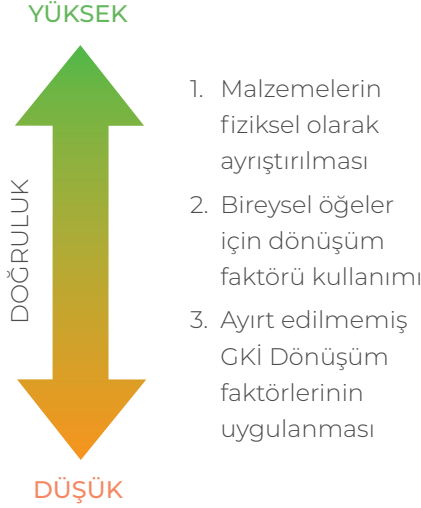 YÜKSEK
DOĞRULUK
1. Malzemelerin
fiziksel olarak
ayrıştırılması
2. Bireysel öğeler
için dönüşüm
faktörü kullanımı
3. Ayırt edilmemiş
GKİ Dönüşüm
faktörlerinin
uygulanması
DÜŞÜK